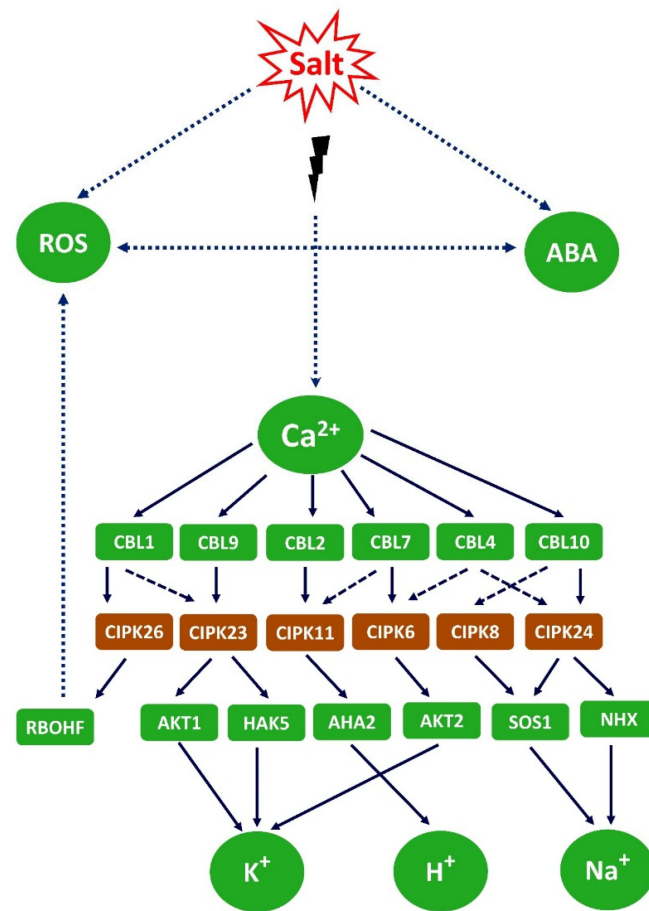 Salt
ROS
ABA
Ca²⁺
CBL1 CBL9 CBL2 CBL7 CBL4 CBL10
CIPK26 CIPK23 CIPK11 CIPK6 CIPK8 CIPK24
RBOHF AKT1 HAK5 AHA2 AKT2 SOS1 NHX
K⁺ H⁺ Na⁺